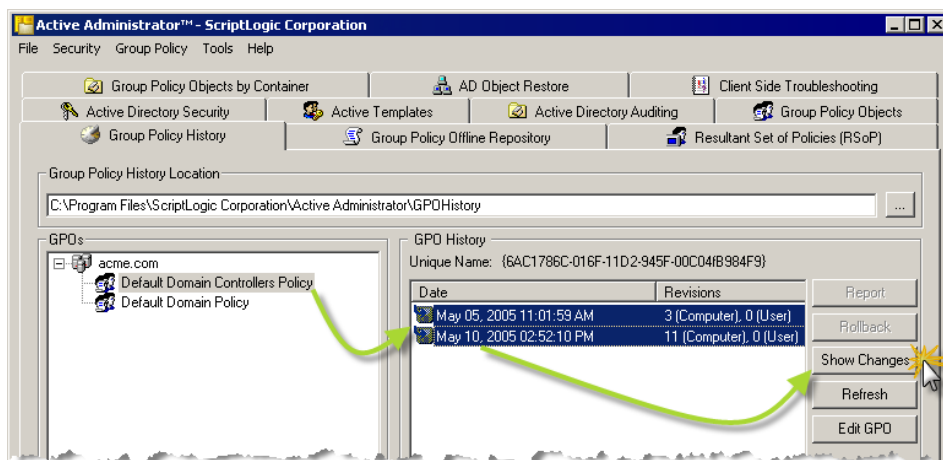 Active Administrator™ - ScriptLogic Corporation
File Security Group Policy Tools Help
Group Policy Objects by Container AD Object Restore Client Side Troubleshooting
Active Directory Security Active Templates Active Directory Auditing Group Policy Objects
Group Policy History Group Policy Offline Repository Resultant Set of Policies (RSoP)
Group Policy History Location
C:\Program Files\ScriptLogic Corporation\Active Administrator\GPOHistory ...
GPOs
acme.com
Default Domain Controllers Policy
Default Domain Policy
GPO History
Unique Name: {6AC1786C-016F-11D2-945F-00C04fB984F9}
Date Revisions
May 05, 2005 11:01:59 AM 3 (Computer), 0 (User)
May 10, 2005 02:52:10 PM 11 (Computer), 0 (User)
Report
Rollback
Show Changes
Refresh
Edit GPO